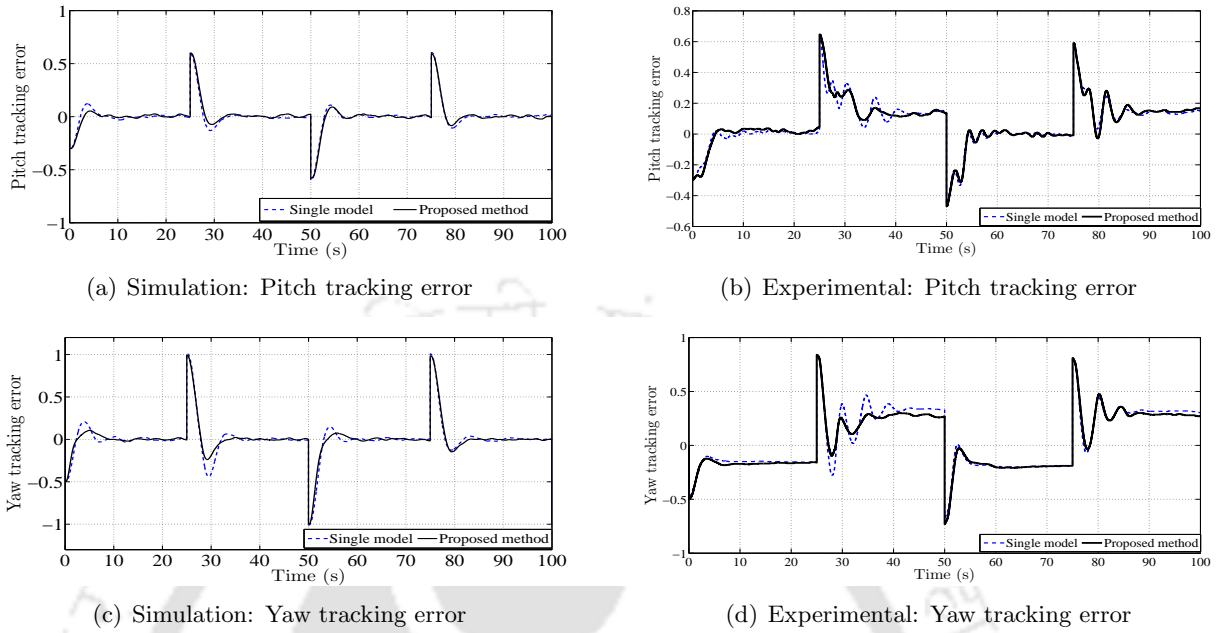 1
0.5
0
−0.5
−1
0 10 20 30 40 50 60 70 80 90 100
Pitch tracking error
Time (s)
Single model Proposed method
(a) Simulation: Pitch tracking error
0.8
0.6
0.4
0.2
0
−0.2
−0.4
−0.6
0 10 20 30 40 50 60 70 80 90 100
Pitch tracking error
Time (s)
Single model Proposed method
(b) Experimental: Pitch tracking error
1
0.5
0
−0.5
−1
0 10 20 30 40 50 60 70 80 90 100
Yaw tracking error
Time (s)
Single model Proposed method
(c) Simulation: Yaw tracking error
1
0.5
0
−0.5
−1
0 10 20 30 40 50 60 70 80 90 100
Yaw tracking error
Time (s)
Single model Proposed method
(d) Experimental: Yaw tracking error